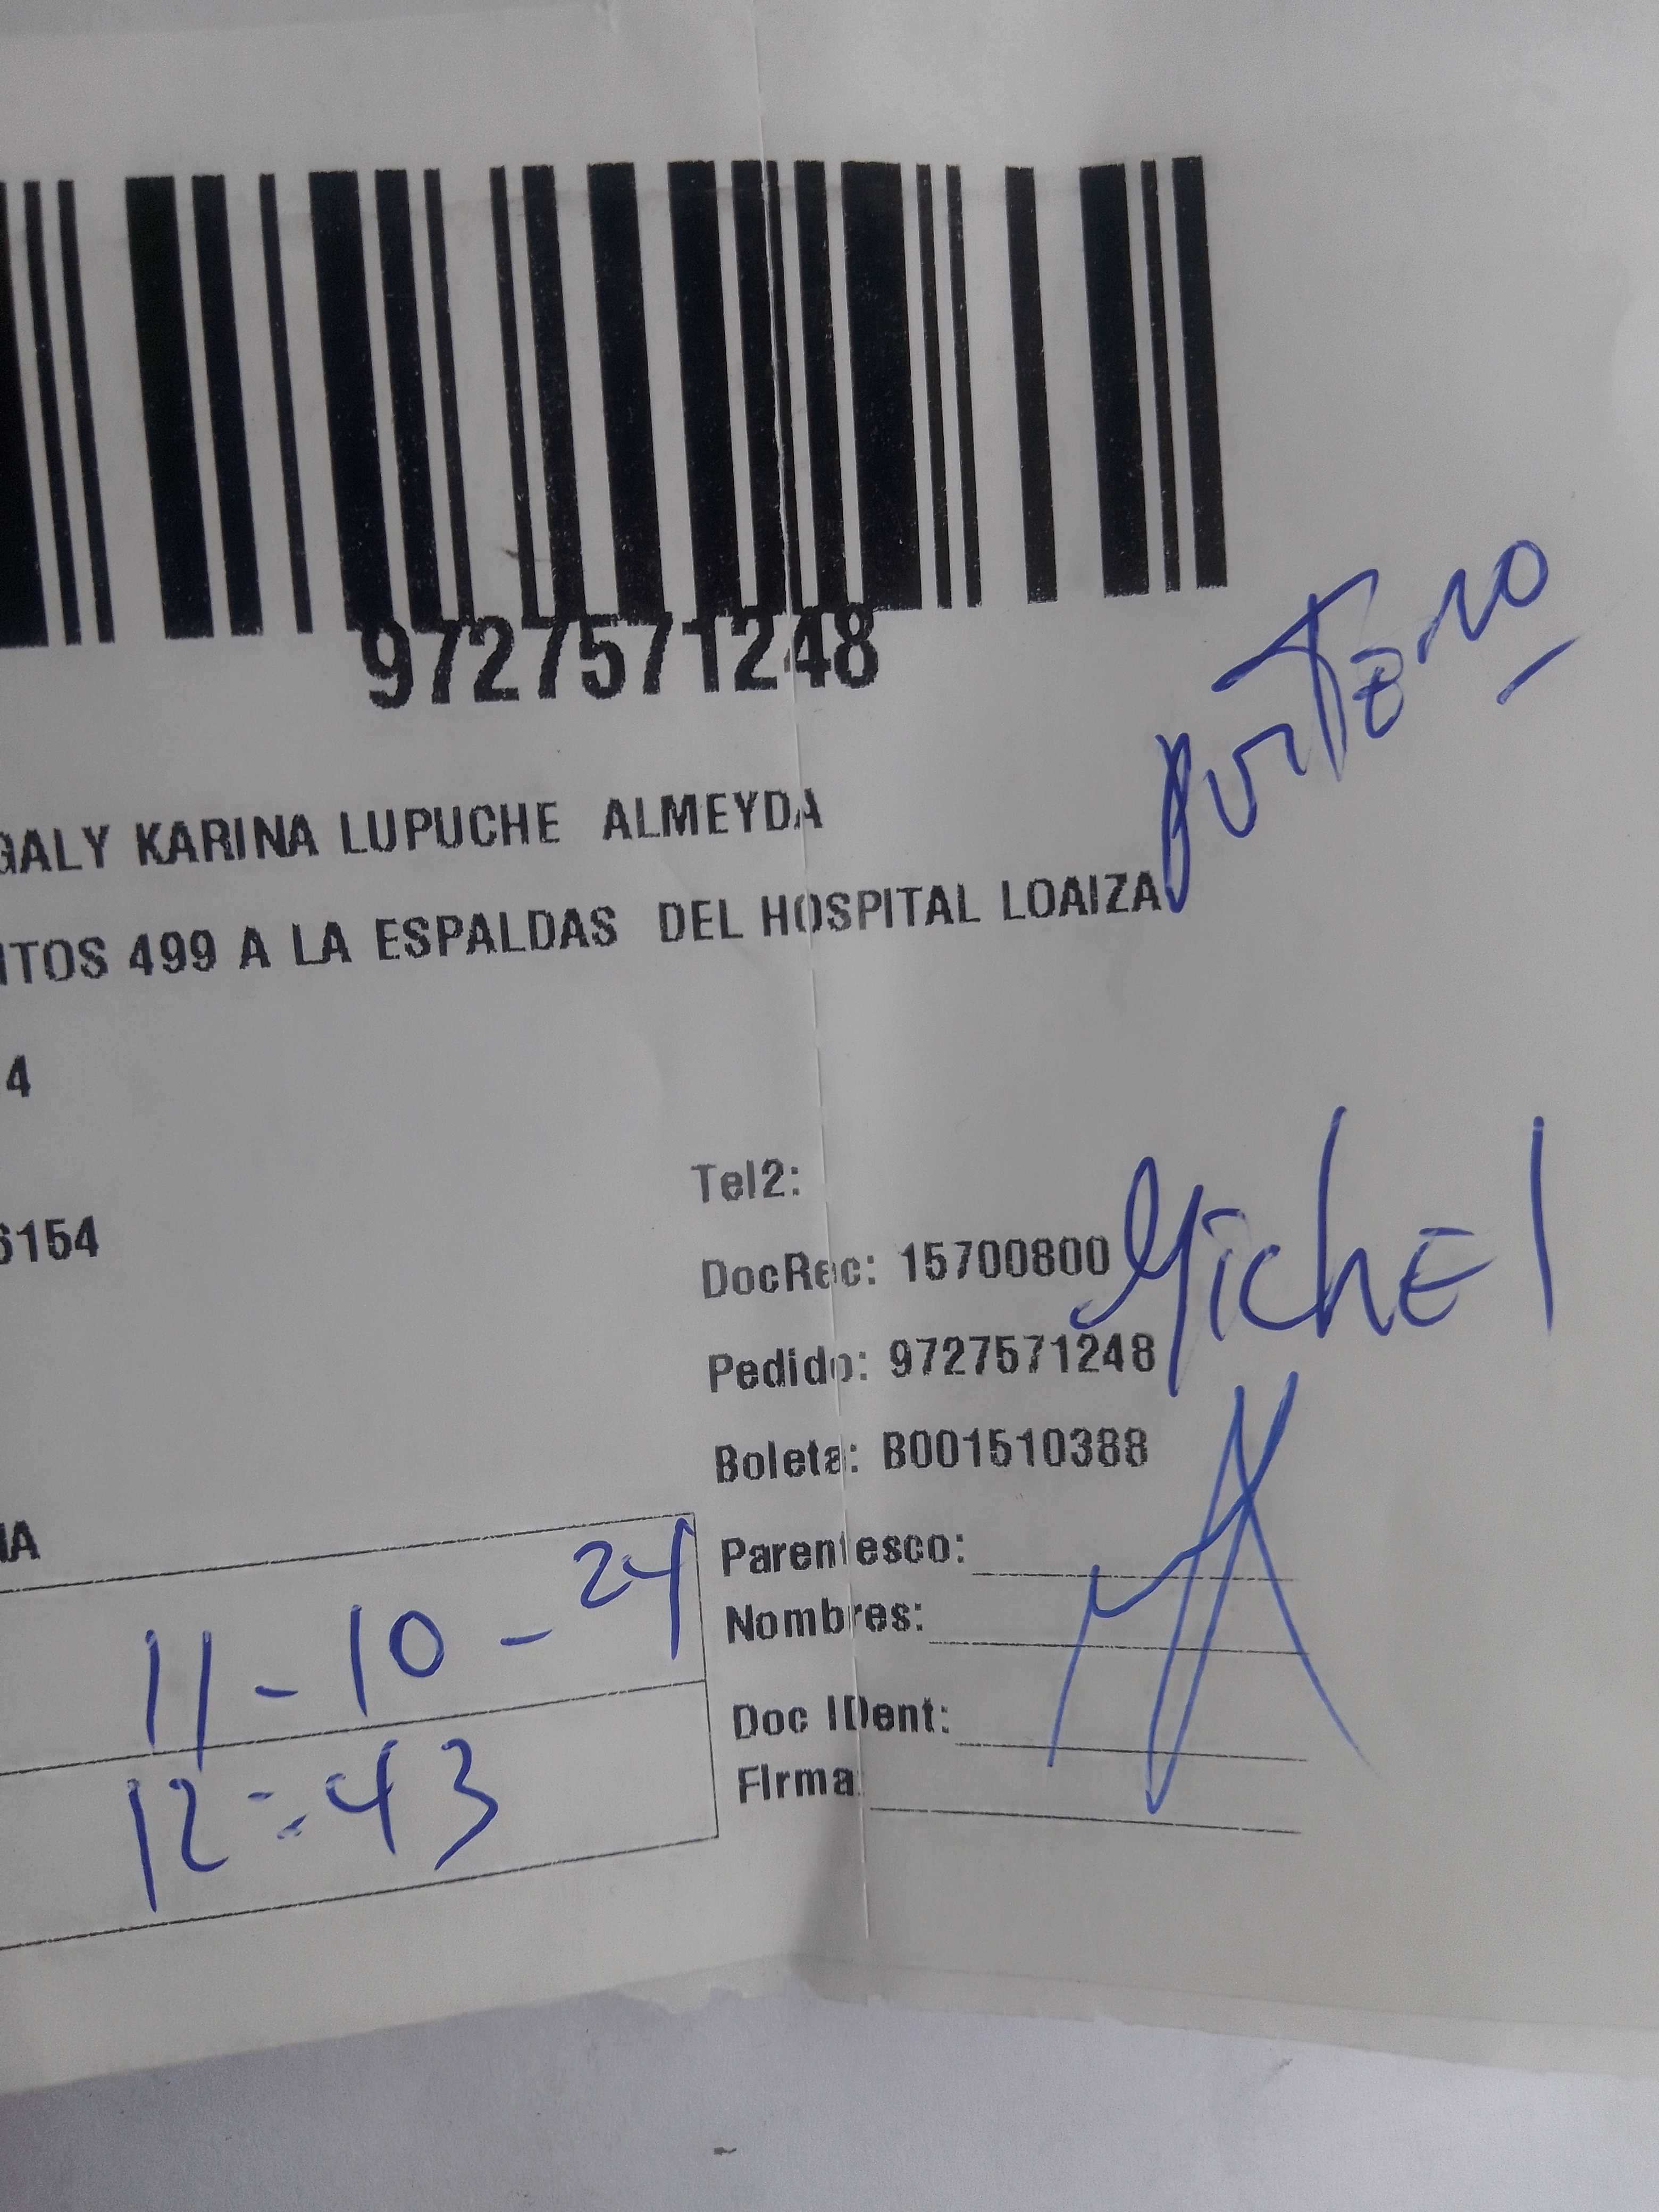 9727571248
GALY KARINA LUPUCHE ALMEYDA
ITOS 499 A LA ESPALDAS DEL HOSPITAL LOAIZA
4
Tel2:
6154
DocRec: 15700800
MichEl
Pedido: 9727571248
Boleta: B001510388
IA
Parentesco:
Nombres:
11-10-24
Doc IDent:
12:43
FIrma: